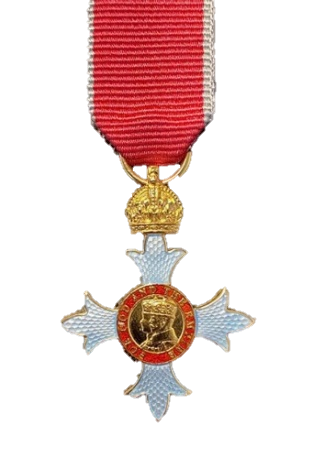 FOR GOD AND THE EMPIRE